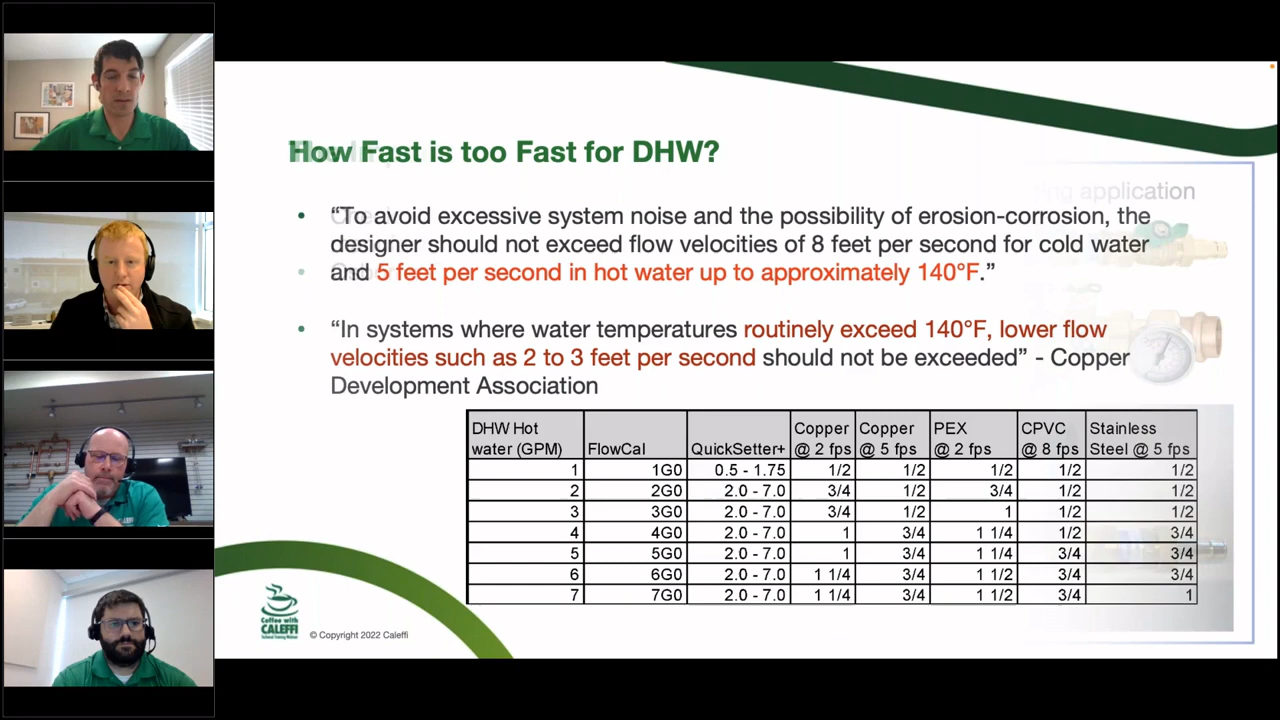 How Fast is too Fast for DHW?
ing application
• “To avoid excessive system noise and the possibility of erosion-corrosion, the
designer should not exceed flow velocities of 8 feet per second for cold water
and 5 feet per second in hot water up to approximately 140°F.”
• “In systems where water temperatures routinely exceed 140°F, lower flow
velocities such as 2 to 3 feet per second should not be exceeded” - Copper
Development Association
DHW Hot water (GPM) FlowCal QuickSetter+ Copper @ 2 fps Copper @ 5 fps PEX @ 2 fps CPVC @ 8 fps Stainless Steel @ 5 fps
1 1G0 0.5 - 1.75 1/2 1/2 1/2 1/2 1/2
2 2G0 2.0 - 7.0 3/4 1/2 3/4 1/2 1/2
3 3G0 2.0 - 7.0 3/4 1/2 1 1/2 1/2
4 4G0 2.0 - 7.0 1 3/4 1 1/4 1/2 3/4
5 5G0 2.0 - 7.0 1 3/4 1 1/4 3/4 3/4
6 6G0 2.0 - 7.0 1 1/4 3/4 1 1/2 3/4 3/4
7 7G0 2.0 - 7.0 1 1/4 3/4 1 1/2 3/4 1
Coffee with
CALEFFI
© Copyright 2022 Caleffi